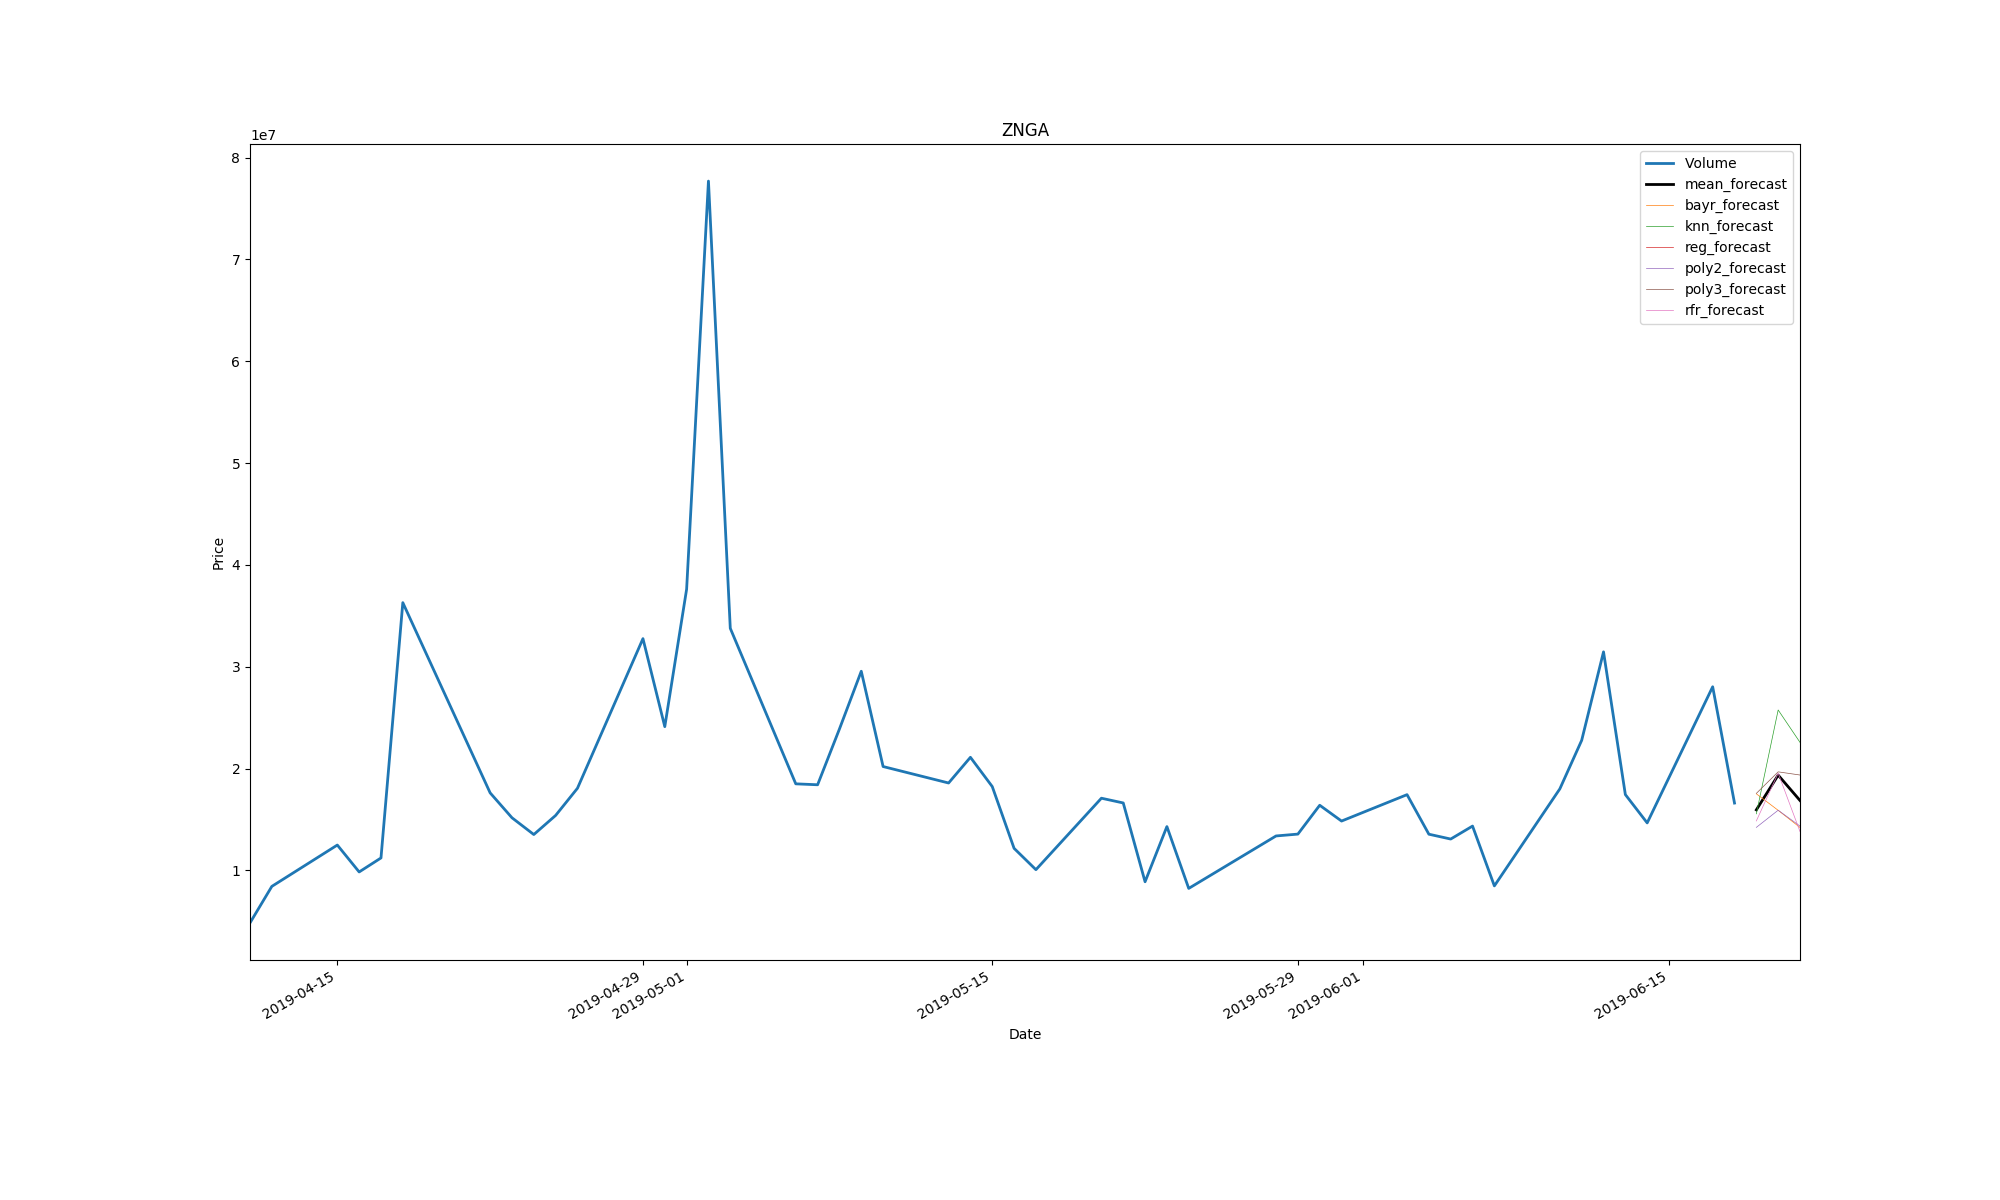 ZNGA
1e7
8
7
6
5
4
3
2
1
Price
Volume
mean_forecast
bayr_forecast
knn_forecast
reg_forecast
poly2_forecast
poly3_forecast
rfr_forecast
2019-04-15
2019-04-29
2019-05-01
2019-05-15
2019-05-29
2019-06-01
2019-06-15
Date